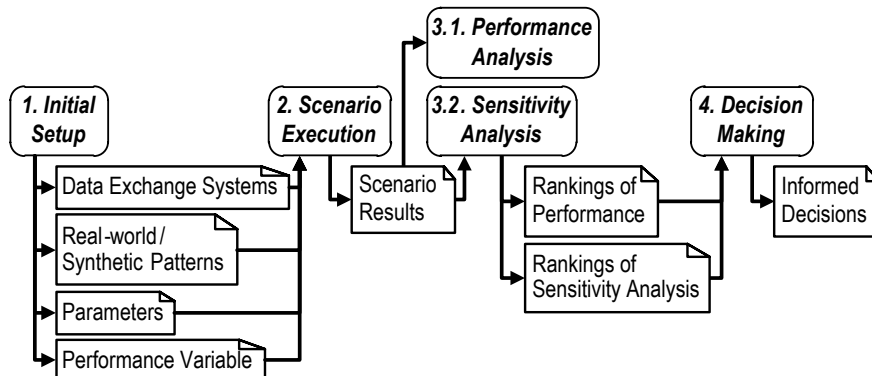 1. Initial
Setup
Data Exchange Systems
Real-world/
Synthetic Patterns
Parameters
Performance Variable
2. Scenario
Execution
Scenario
Results
3.1. Performance
Analysis
3.2. Sensitivity
Analysis
Rankings of
Performance
Rankings of
Sensitivity Analysis
4. Decision
Making
Informed
Decisions